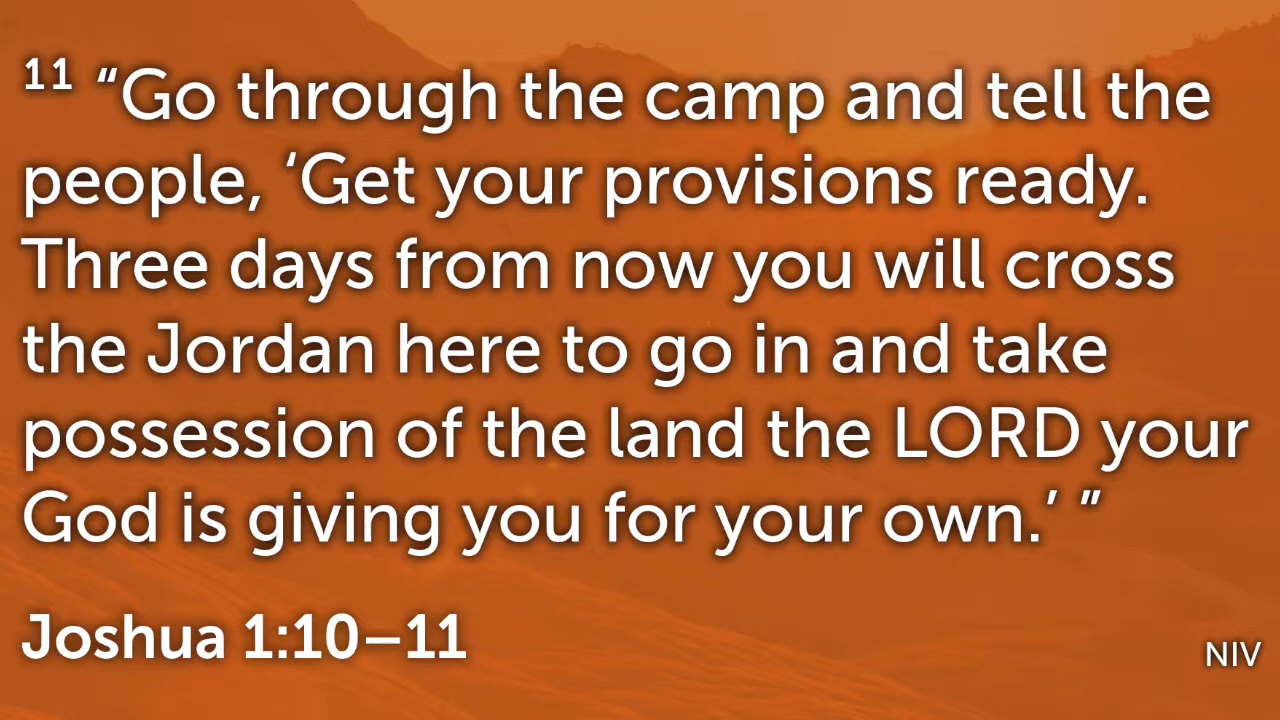 ¹¹ “Go through the camp and tell the
people, ‘Get your provisions ready.
Three days from now you will cross
the Jordan here to go in and take
possession of the land the LORD your
God is giving you for your own.’ ”
Joshua 1:10–11
NIV